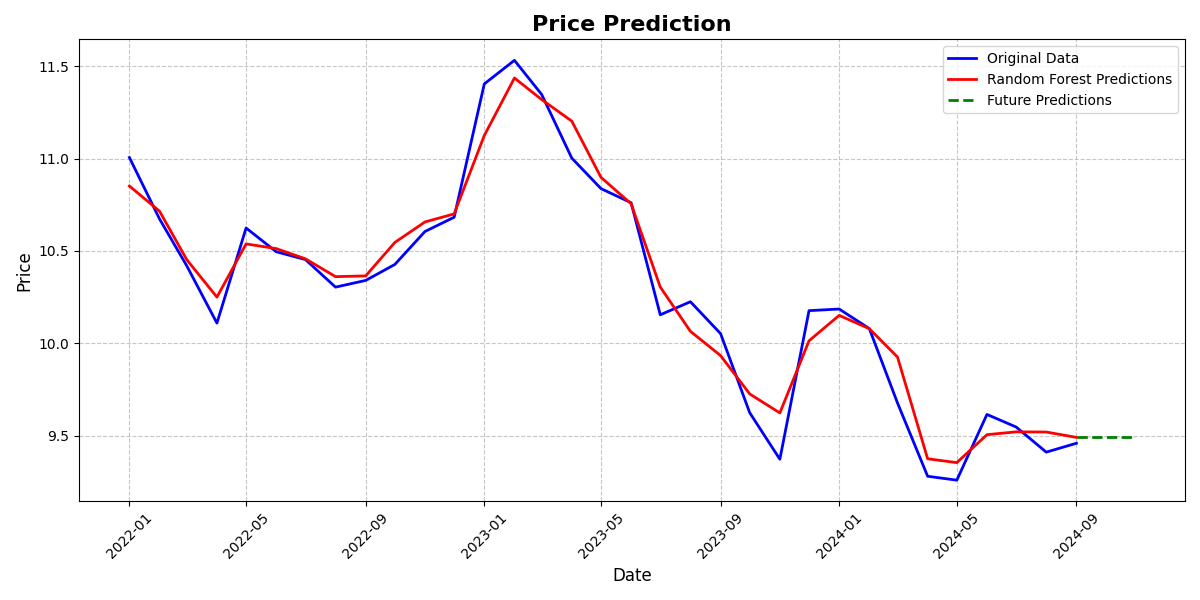 Price Prediction
Original Data
Random Forest Predictions
Future Predictions
Price
11.5
11.0
10.5
10.0
9.5
2022-01
2022-05
2022-09
2023-01
2023-05
2023-09
2024-01
2024-05
2024-09
Date